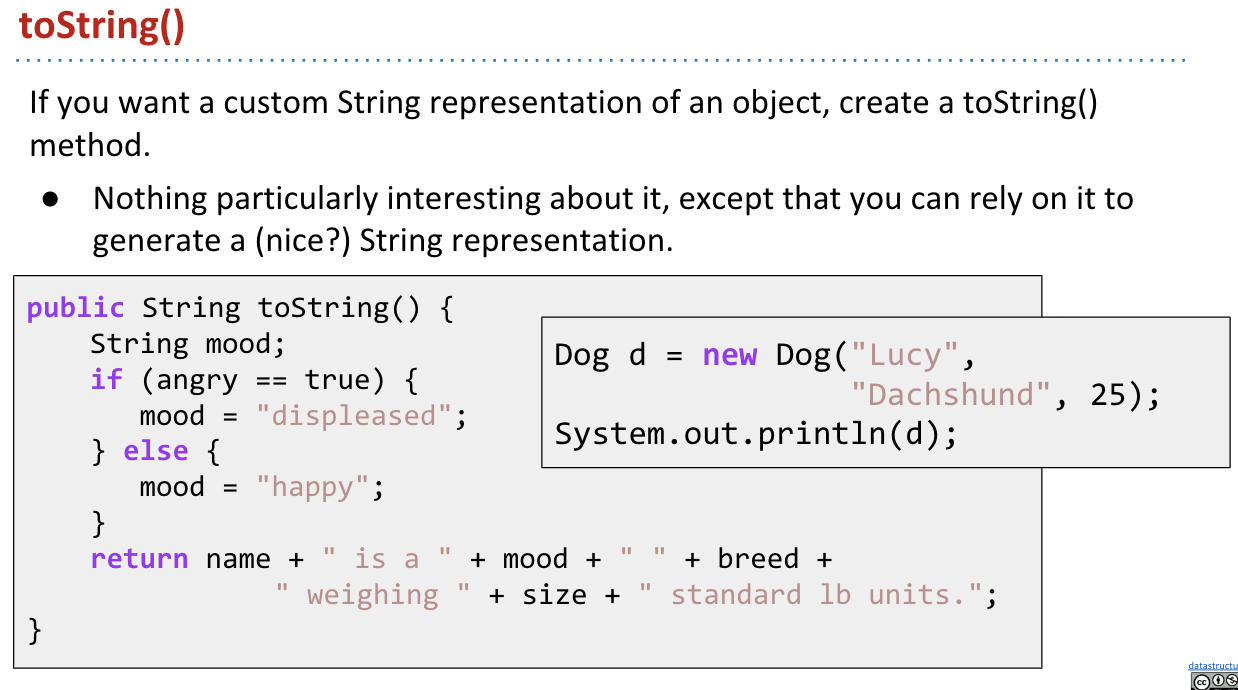 toString()
If you want a custom String representation of an object, create a toString()
method.
● Nothing particularly interesting about it, except that you can rely on it to
generate a (nice?) String representation.
public String toString() {
    String mood;
    if (angry == true) {
       mood = "displeased";
    } else {
       mood = "happy";
    }
    return name + " is a " + mood + " " + breed +
               " weighing " + size + " standard lb units.";
}
Dog d = new Dog("Lucy",
                "Dachshund", 25);
System.out.println(d);
datastructu
cc